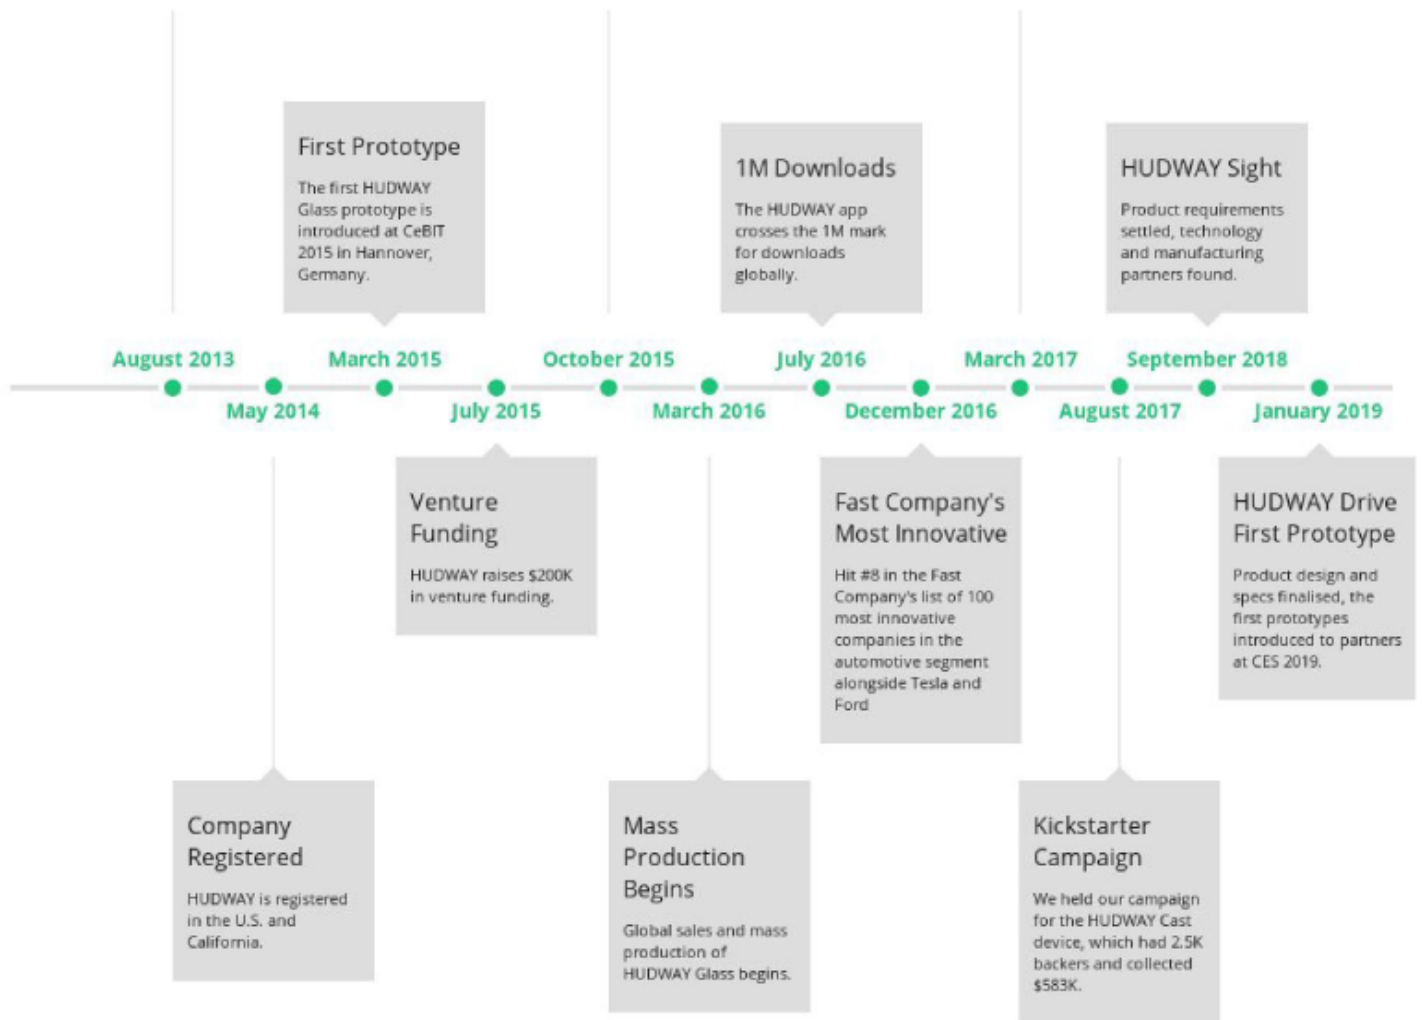 First Prototype
The first HUDWAY
Glass prototype is
introduced at CeBIT
2015 in Hannover,
Germany.
1M Downloads
The HUDWAY app
crosses the 1M mark
for downloads
globally.
HUDWAY Sight
Product requirements
settled, technology
and manufacturing
partners found.
August 2013
March 2015
October 2015
July 2016
March 2017
September 2018
May 2014
July 2015
March 2016
December 2016
August 2017
January 2019
Venture
Funding
HUDWAY raises $200K
in venture funding.
Fast Company's
Most Innovative
Hit #8 in the Fast
Company's list of 100
most innovative
companies in the
automotive segment
alongside Tesla and
Ford
HUDWAY Drive
First Prototype
Product design and
specs finalised, the
first prototypes
introduced to partners
at CES 2019.
Company
Registered
HUDWAY is registered
in the U.S. and
California.
Mass
Production
Begins
Global sales and mass
production of
HUDWAY Glass begins.
Kickstarter
Campaign
We held our campaign
for the HUDWAY Cast
device, which had 2.5K
backers and collected
$583K.